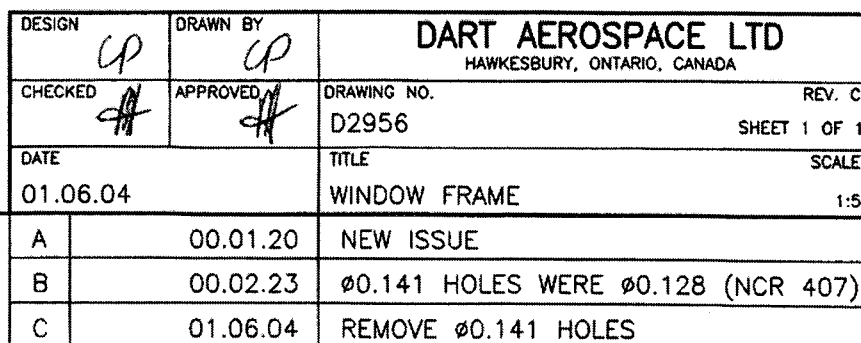 DESIGN
DRAWN BY
DART AEROSPACE LTD
HAWKESBURY, ONTARIO, CANADA
CP
CP
CHECKED
APPROVED
DRAWING NO.
REV. C
D2956
SHEET 1 OF 1
DATE
TITLE
SCALE
01.06.04
WINDOW FRAME
1:5
A 00.01.20 NEW ISSUE
B 00.02.23 ø0.141 HOLES WERE ø0.128 (NCR 407)
C 01.06.04 REMOVE ø0.141 HOLES